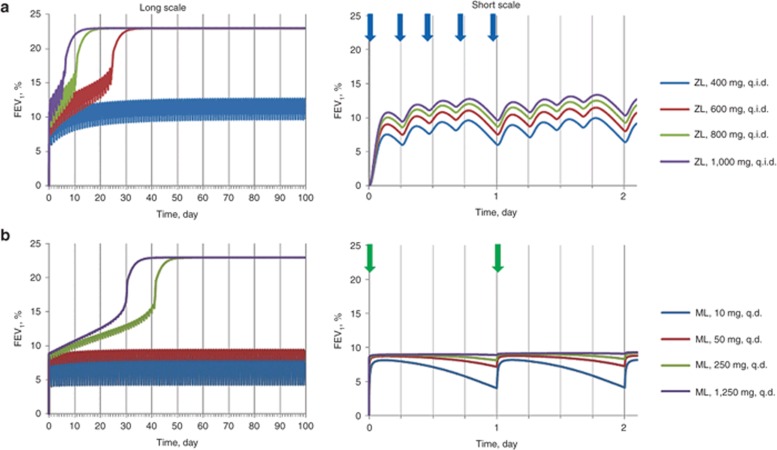 Long scale
Short scale
a
25
20
15
10
5
0
FEV1, %
0 10 20 30 40 50 60 70 80 90 100
Time, day
25
20
15
10
5
0
FEV1, %
0 1 2
Time, day
ZL, 400 mg, q.i.d.
ZL, 600 mg, q.i.d.
ZL, 800 mg, q.i.d.
ZL, 1,000 mg, q.i.d.
b
25
20
15
10
5
0
FEV1, %
0 10 20 30 40 50 60 70 80 90 100
Time, day
25
20
15
10
5
0
FEV1, %
0 1 2
Time, day
ML, 10 mg, q.d.
ML, 50 mg, q.d.
ML, 250 mg, q.d.
ML, 1,250 mg, q.d.